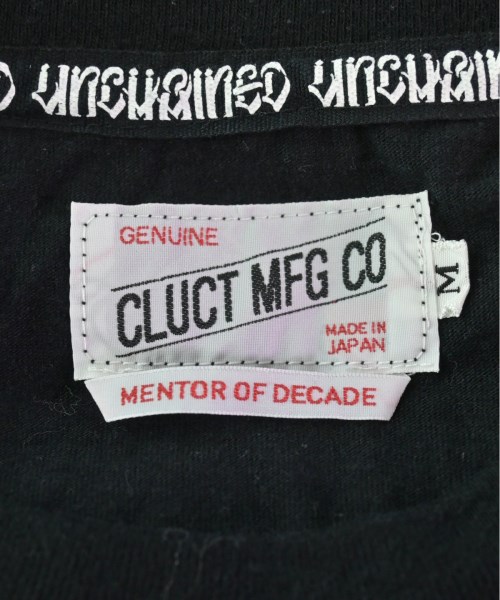 UNCHAINED UNCHAINED
GENUINE
CLUCT MFG CO
MADE IN
JAPAN
M
MENTOR OF DECADE